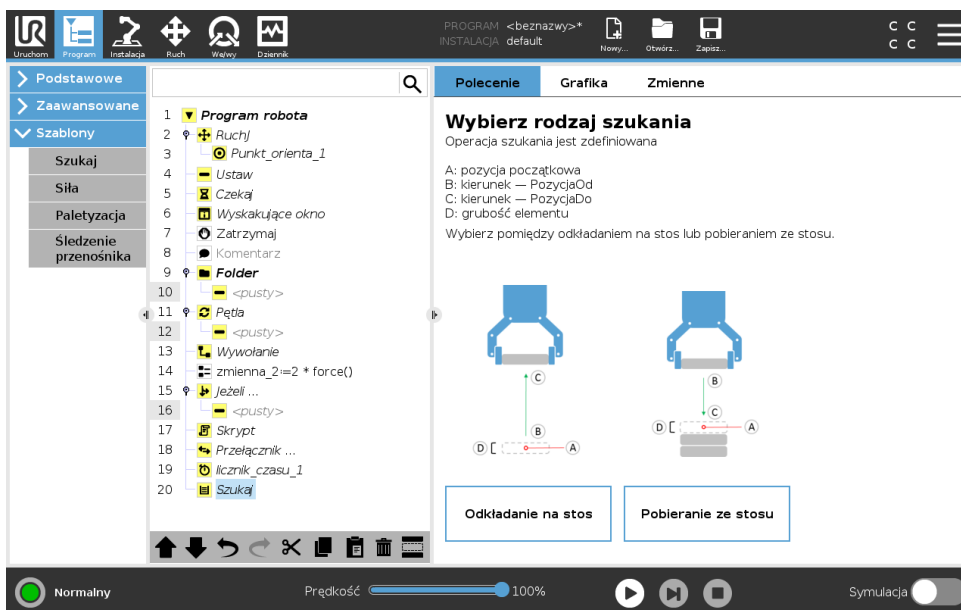 PROGRAM <beznazwy>*
INSTALACJA default
Uruchom Program Instalacja Ruch We/wy Dziennik Nowy... Otwórz... Zapisz...
C C
C C
Podstawowe
Zaawansowane
Szablony
Szukaj
Siła
Paletyzacja
Śledzenie
przenośnika
1 Program robota
2 RuchJ
3 Punkt_orienta_1
4 Ustaw
5 Czekaj
6 Wyskakujące okno
7 Zatrzymaj
8 Komentarz
9 Folder
10 <pusty>
11 Pętla
12 <pusty>
13 Wywołanie
14 zmienna_2≔2 * force()
15 Jeżeli ...
16 <pusty>
17 Skrypt
18 Przełącznik ...
19 licznik_czasu_1
20 Szukaj
Polecenie Grafika Zmienne
Wybierz rodzaj szukania
Operacja szukania jest zdefiniowana
A: pozycja początkowa
B: kierunek — PozycjaOd
C: kierunek — PozycjaDo
D: grubość elementu
Wybierz pomiędzy odkładaniem na stos lub pobieraniem ze stosu.
C
B
D A
B
C
D A
Odkładanie na stos Pobieranie ze stosu
Normalny Prędkość 100% Symulacja